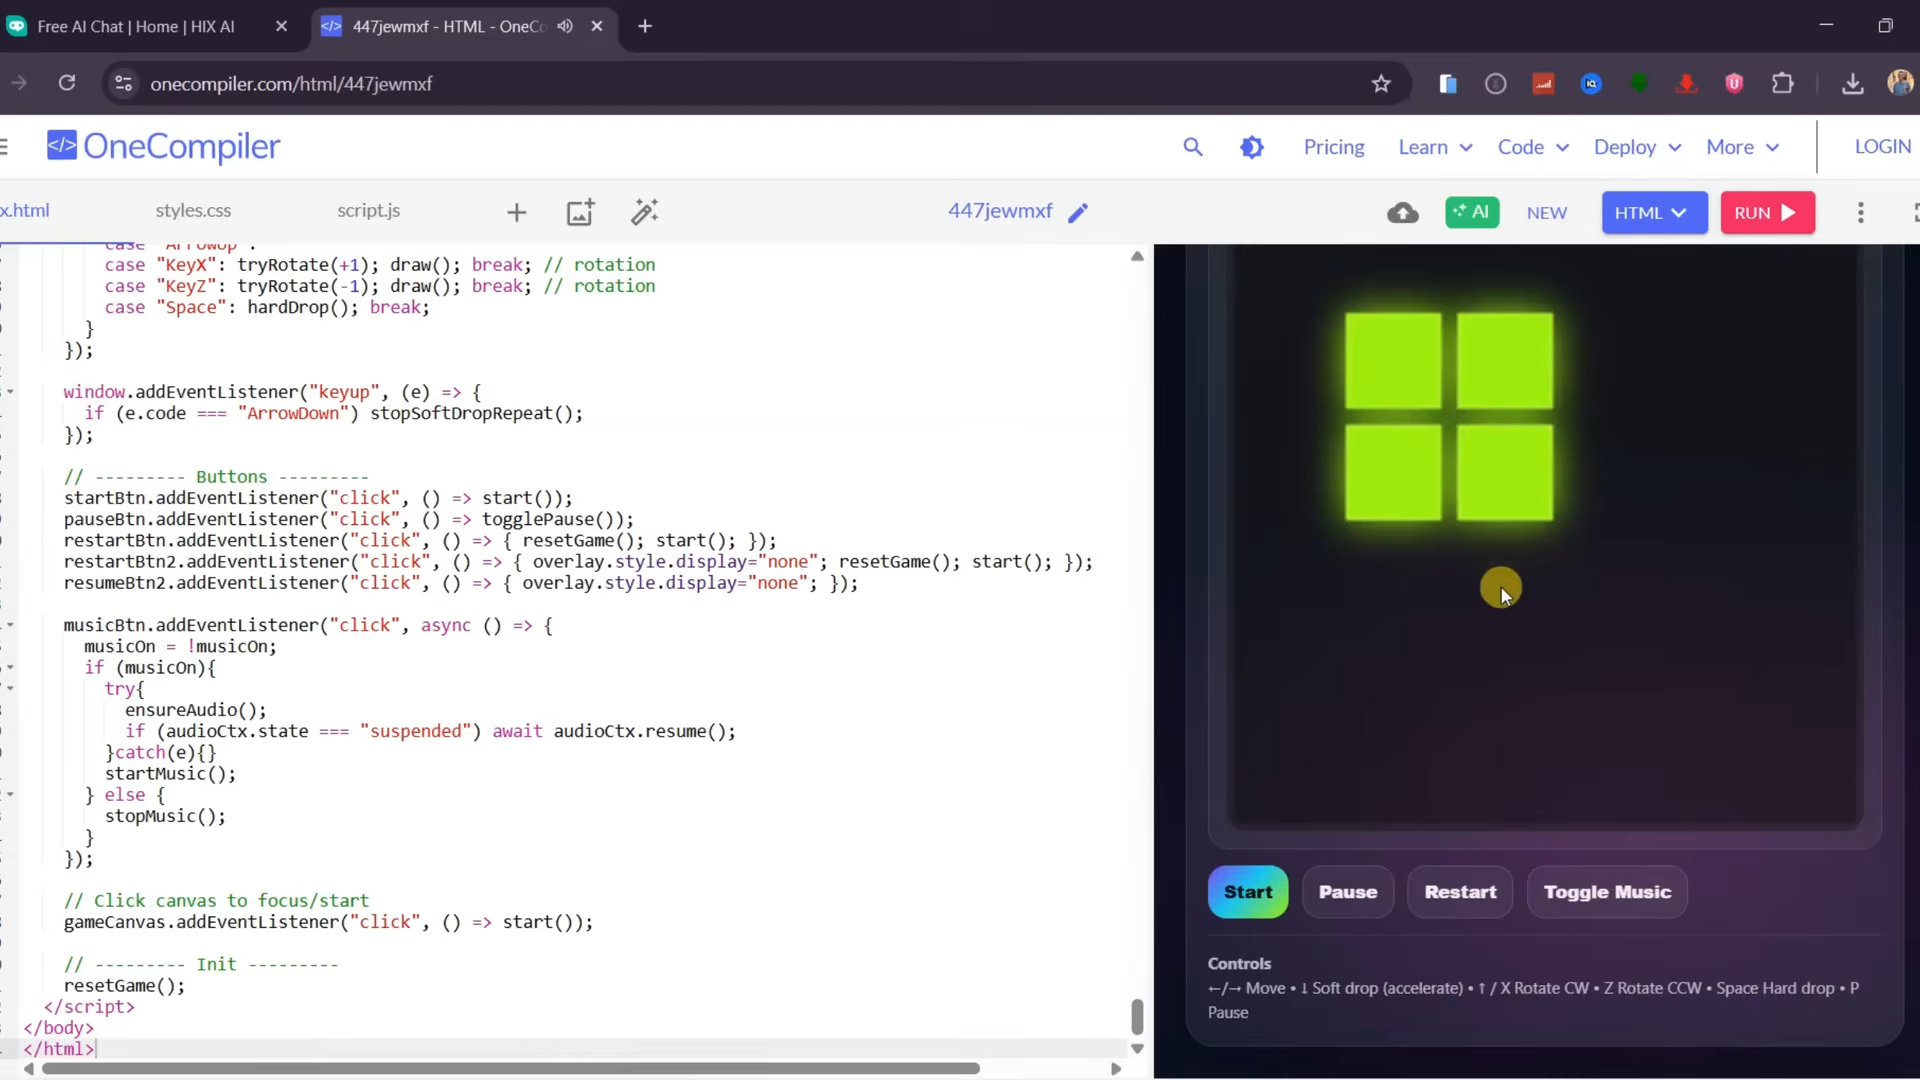 Free AI Chat | Home | HIX AI
447jewmxf - HTML - OneCo
onecompiler.com/html/447jewmxf
</> OneCompiler
Pricing
Learn
Code
Deploy
More
LOGIN
x.html
styles.css
script.js
447jewmxf
AI
NEW
HTML
RUN
case "ArrowUp":
case "KeyX": tryRotate(+1); draw(); break; // rotation
case "KeyZ": tryRotate(-1); draw(); break; // rotation
case "Space": hardDrop(); break;
}
});
window.addEventListener("keyup", (e) => {
if (e.code === "ArrowDown") stopSoftDropRepeat();
});
// --------- Buttons ---------
startBtn.addEventListener("click", () => start());
pauseBtn.addEventListener("click", () => togglePause());
restartBtn.addEventListener("click", () => { resetGame(); start(); });
restartBtn2.addEventListener("click", () => { overlay.style.display="none"; resetGame(); start(); });
resumeBtn2.addEventListener("click", () => { overlay.style.display="none"; });
musicBtn.addEventListener("click", async () => {
musicOn = !musicOn;
if (musicOn){
try{
ensureAudio();
if (audioCtx.state === "suspended") await audioCtx.resume();
}catch(e){}
startMusic();
} else {
stopMusic();
}
});
// Click canvas to focus/start
gameCanvas.addEventListener("click", () => start());
// --------- Init ---------
resetGame();
</script>
</body>
</html>
Start
Pause
Restart
Toggle Music
Controls
←/→ Move • ↓ Soft drop (accelerate) • ↑ / X Rotate CW • Z Rotate CCW • Space Hard drop • P
Pause